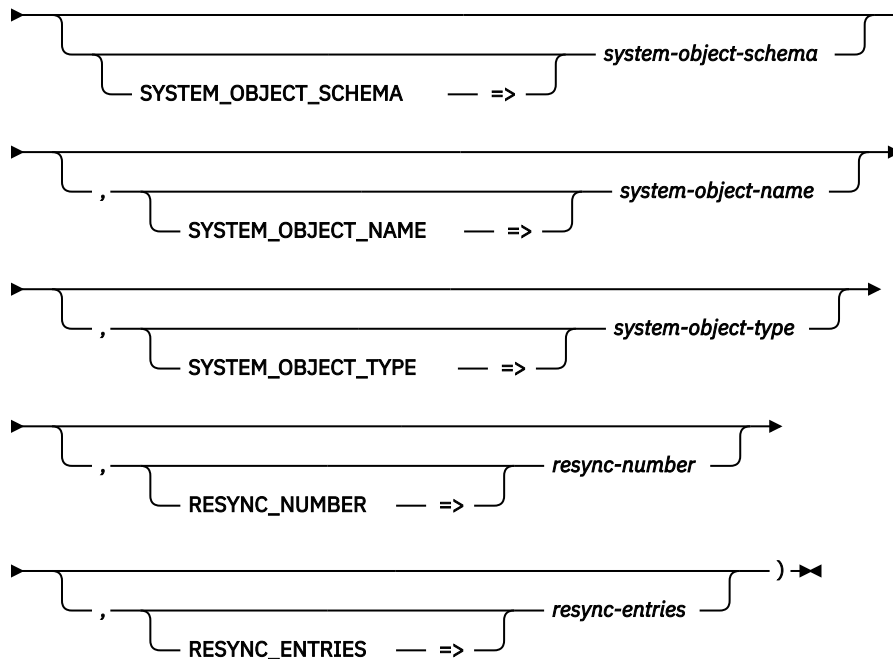 system-object-schema
SYSTEM_OBJECT_SCHEMA =>
, system-object-name
SYSTEM_OBJECT_NAME =>
, system-object-type
SYSTEM_OBJECT_TYPE =>
, resync-number
RESYNC_NUMBER =>
)
, resync-entries
RESYNC_ENTRIES =>